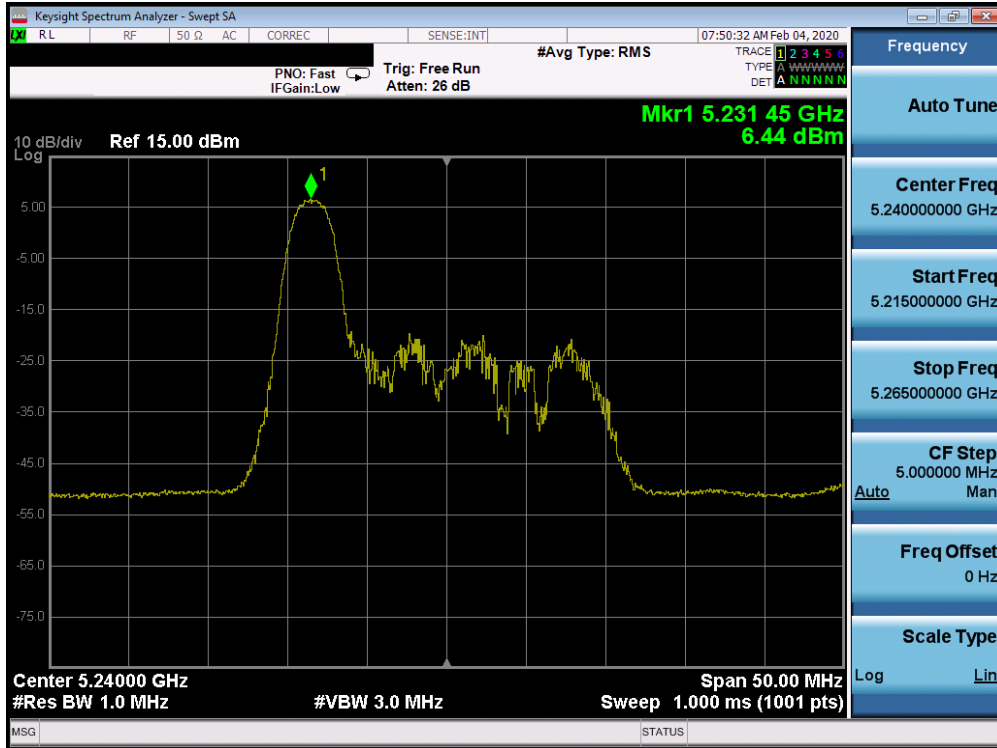 Keysight Spectrum Analyzer - Swept SA
LXI RL RF 50 Ω AC CORREC SENSE:INT 07:50:32 AM Feb 04, 2020
#Avg Type: RMS
TRACE 1 2 3 4 5 6
TYPE A WWWWW
DET A N N N N N
PNO: Fast
IFGain:Low
Trig: Free Run
Atten: 26 dB
Mkr1 5.231 45 GHz
6.44 dBm
10 dB/div Ref 15.00 dBm
Log
1
5.00
-5.00
-15.0
-25.0
-35.0
-45.0
-55.0
-65.0
-75.0
Center 5.24000 GHz Span 50.00 MHz
#Res BW 1.0 MHz #VBW 3.0 MHz Sweep 1.000 ms (1001 pts)
MSG STATUS
Frequency
Auto Tune
Center Freq
5.240000000 GHz
Start Freq
5.215000000 GHz
Stop Freq
5.265000000 GHz
CF Step
5.000000 MHz
Auto Man
Freq Offset
0 Hz
Scale Type
Log Lin